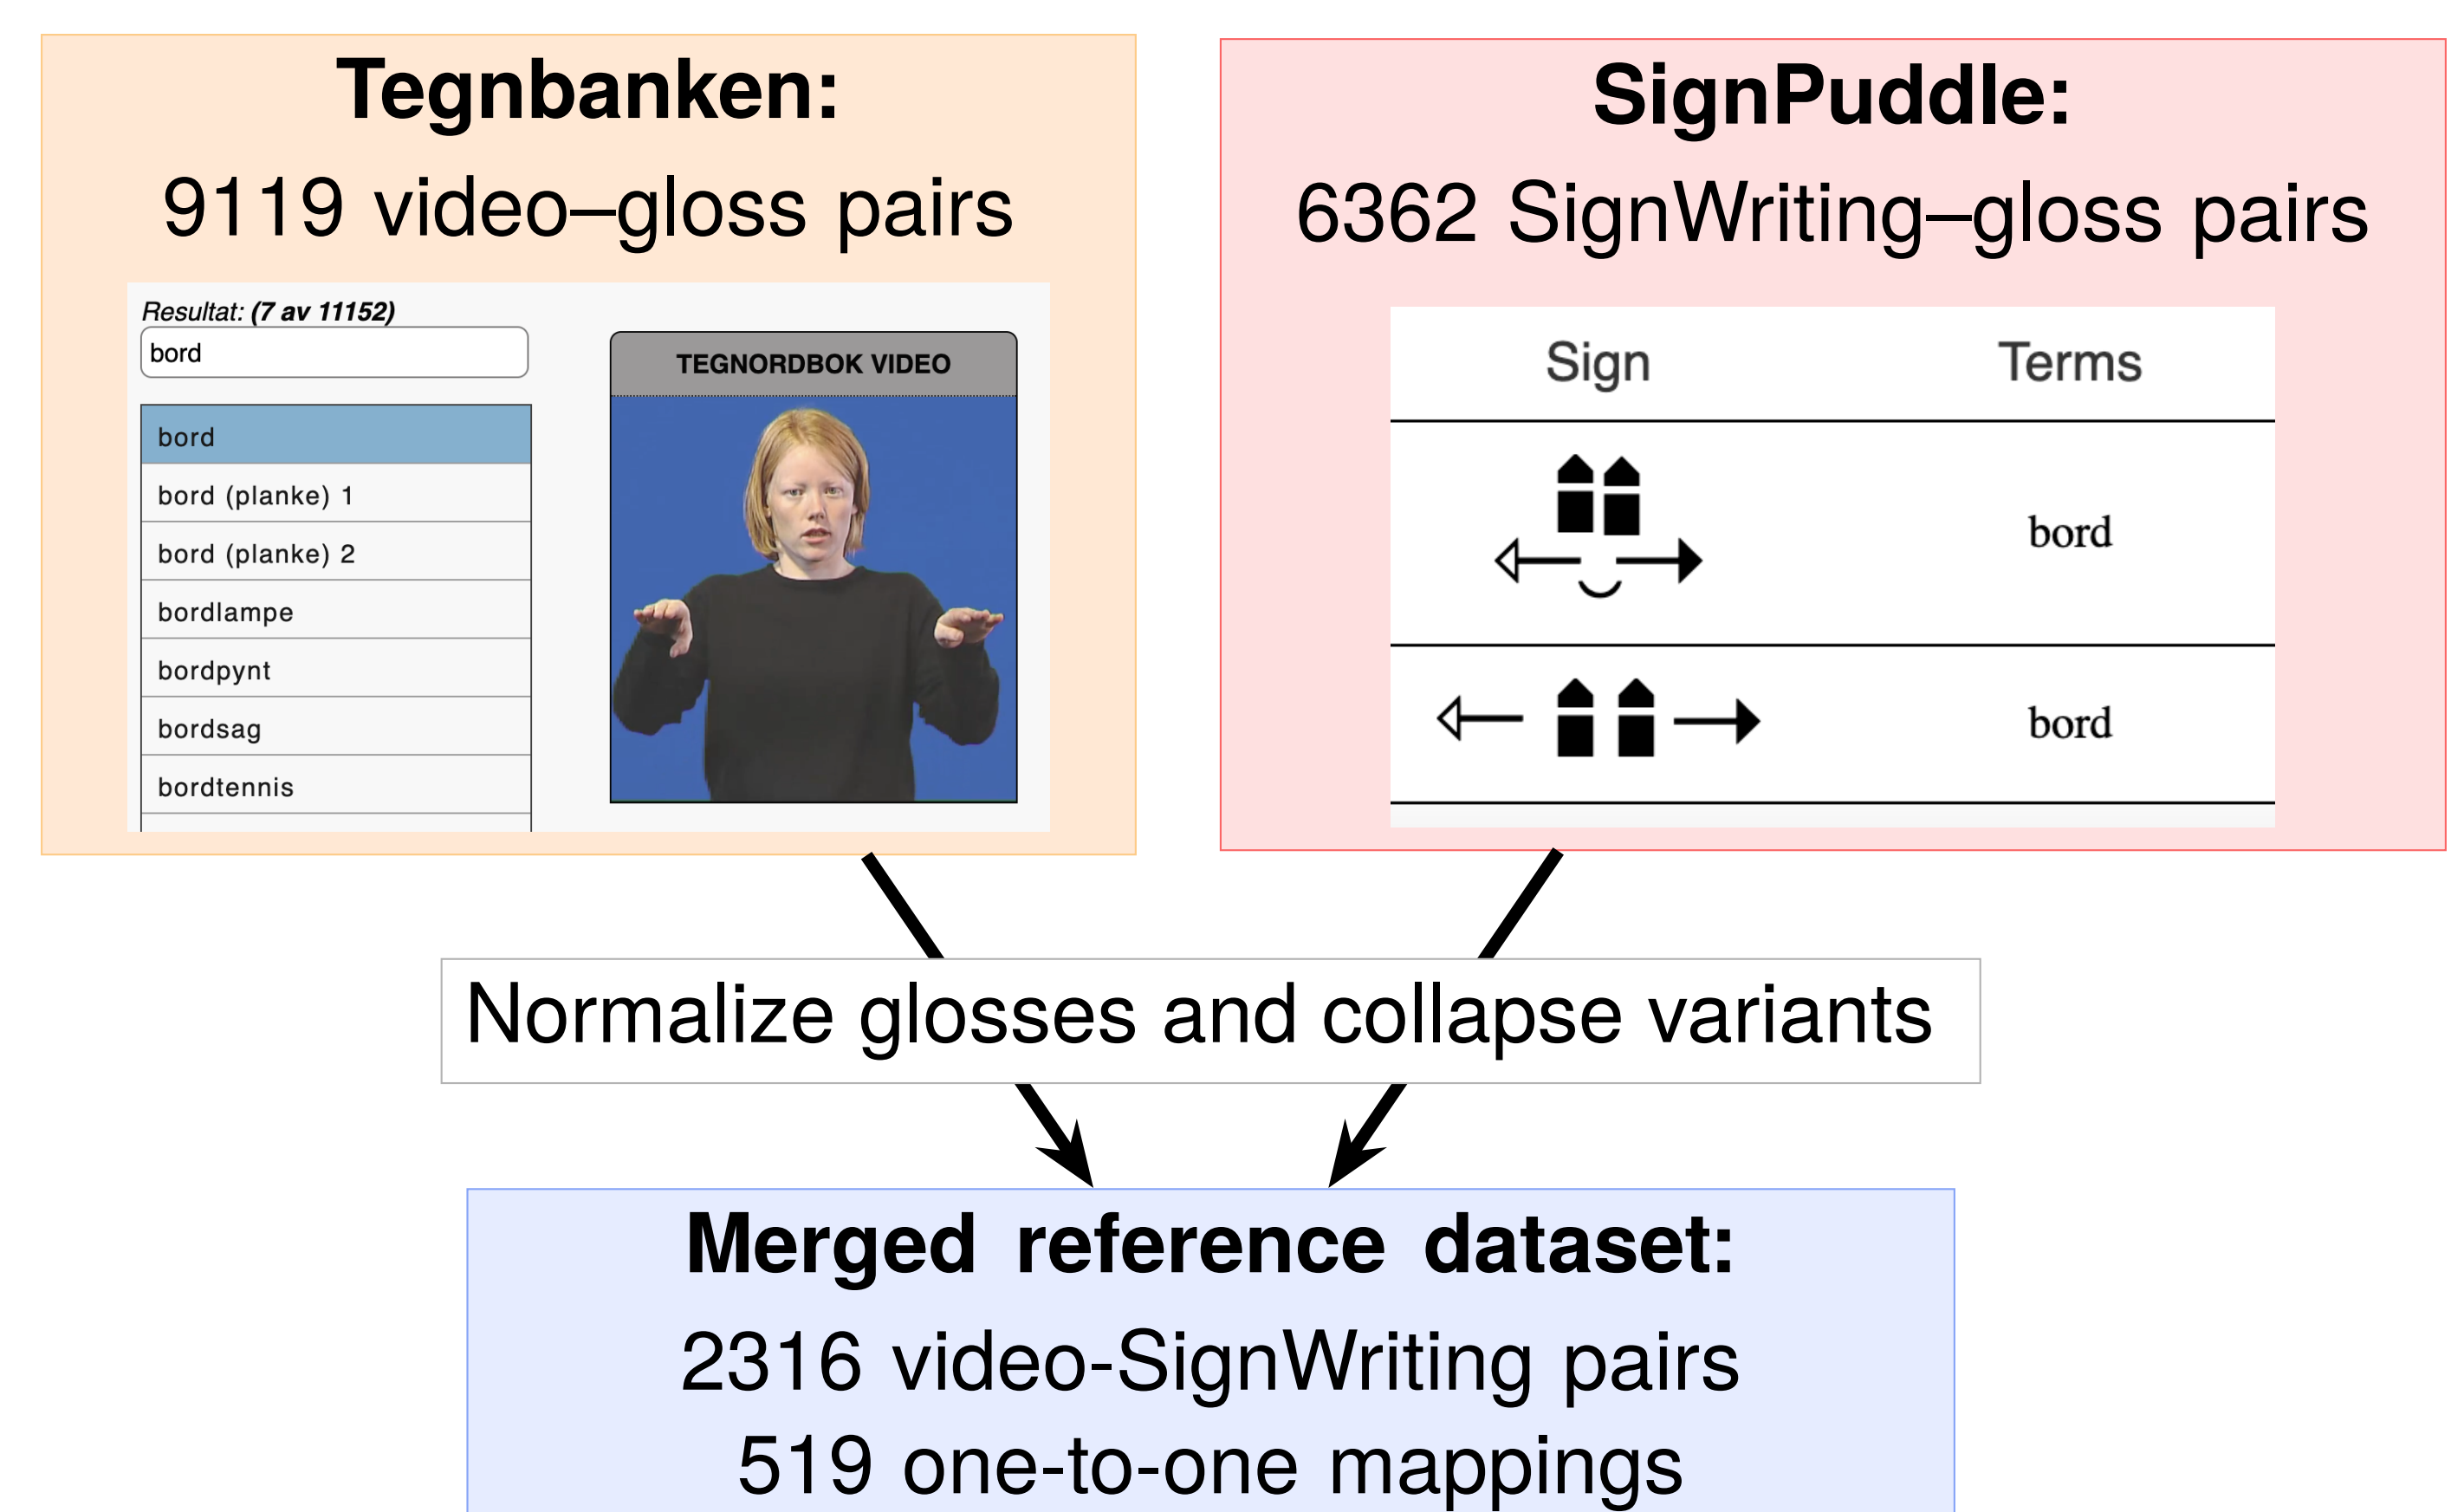 Tegnbanken:
9119 video–gloss pairs
Resultat: (7 av 11152)
bord
bord
bord (planke) 1
bord (planke) 2
bordlampe
bordpynt
bordsag
bordtennis
TEGNORDBOK VIDEO
SignPuddle:
6362 SignWriting–gloss pairs
Sign Terms
bord
bord
Normalize glosses and collapse variants
Merged reference dataset:
2316 video-SignWriting pairs
519 one-to-one mappings